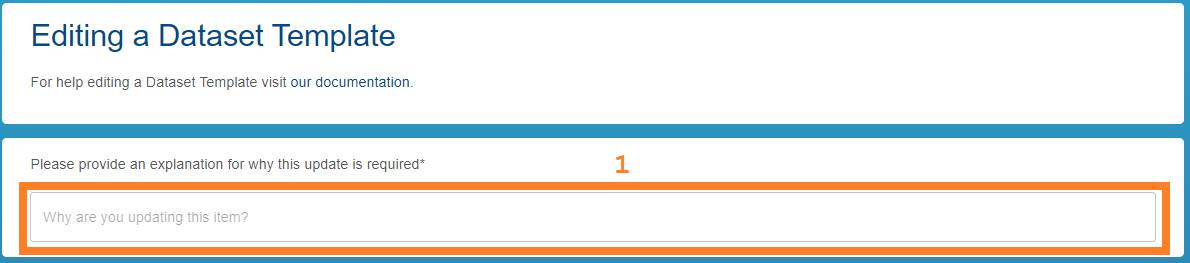 Editing a Dataset Template
For help editing a Dataset Template visit our documentation.
Please provide an explanation for why this update is required*
1
Why are you updating this item?